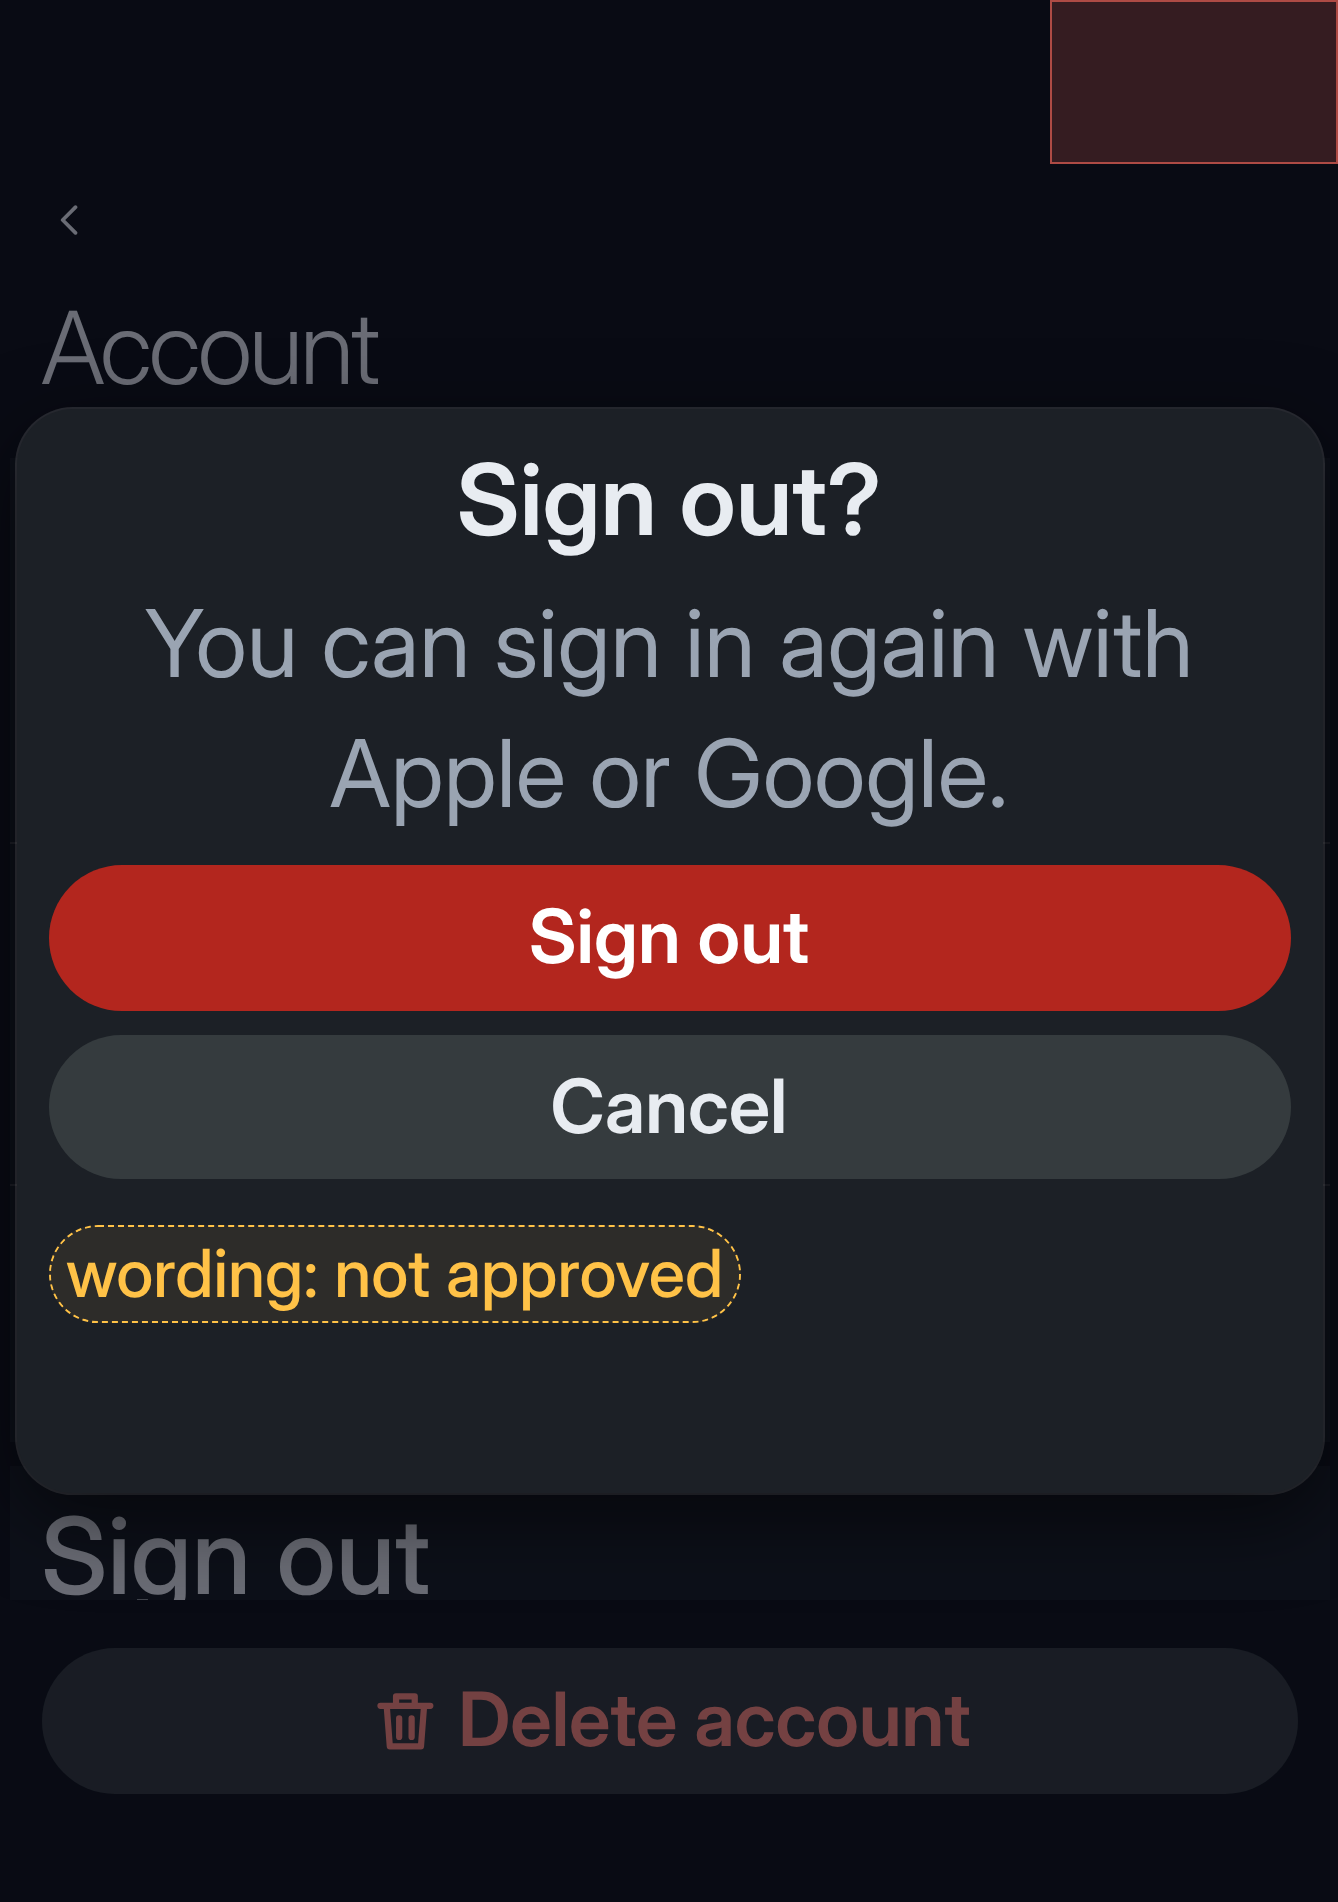 Account
Sign out?
You can sign in again with
Apple or Google.
Sign out
Cancel
wording: not approved
Sign out
Delete account